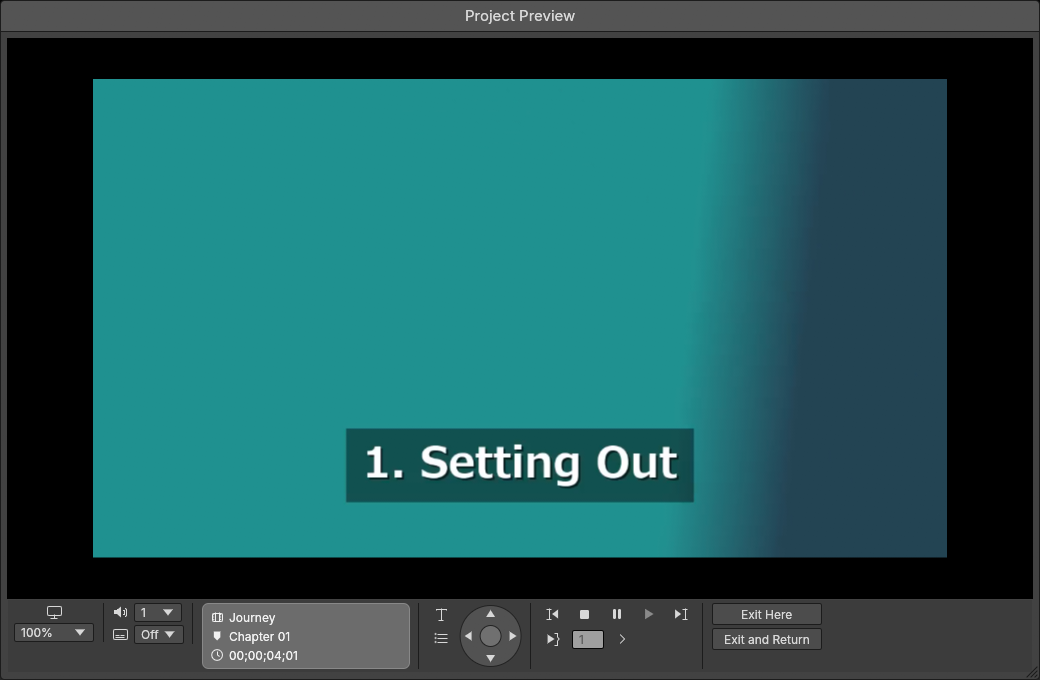 Project Preview
1. Setting Out
100%
1
Off
Journey
Chapter 01
00;00;04;01
1
Exit Here
Exit and Return